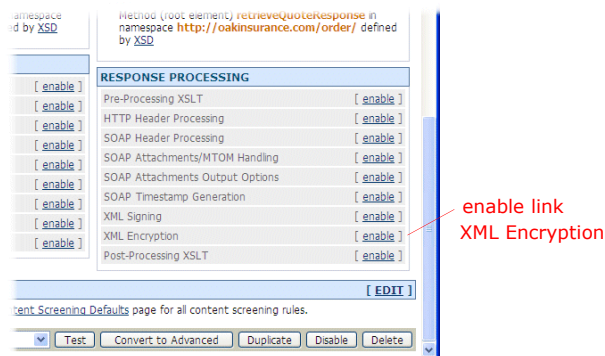 amespace
ed by XSD
Method (root element) retrieveQuoteResponse in
namespace http://oakinsurance.com/order/ defined
by XSD
[ enable ]
[ enable ]
[ enable ]
[ enable ]
[ enable ]
[ enable ]
[ enable ]
[ enable ]
[ enable ]
RESPONSE PROCESSING
Pre-Processing XSLT [ enable ]
HTTP Header Processing [ enable ]
SOAP Header Processing [ enable ]
SOAP Attachments/MTOM Handling [ enable ]
SOAP Attachments Output Options [ enable ]
SOAP Timestamp Generation [ enable ]
XML Signing [ enable ]
XML Encryption [ enable ]
Post-Processing XSLT [ enable ]
enable link
XML Encryption
[ EDIT ]
tent Screening Defaults page for all content screening rules.
Test Convert to Advanced Duplicate Disable Delete